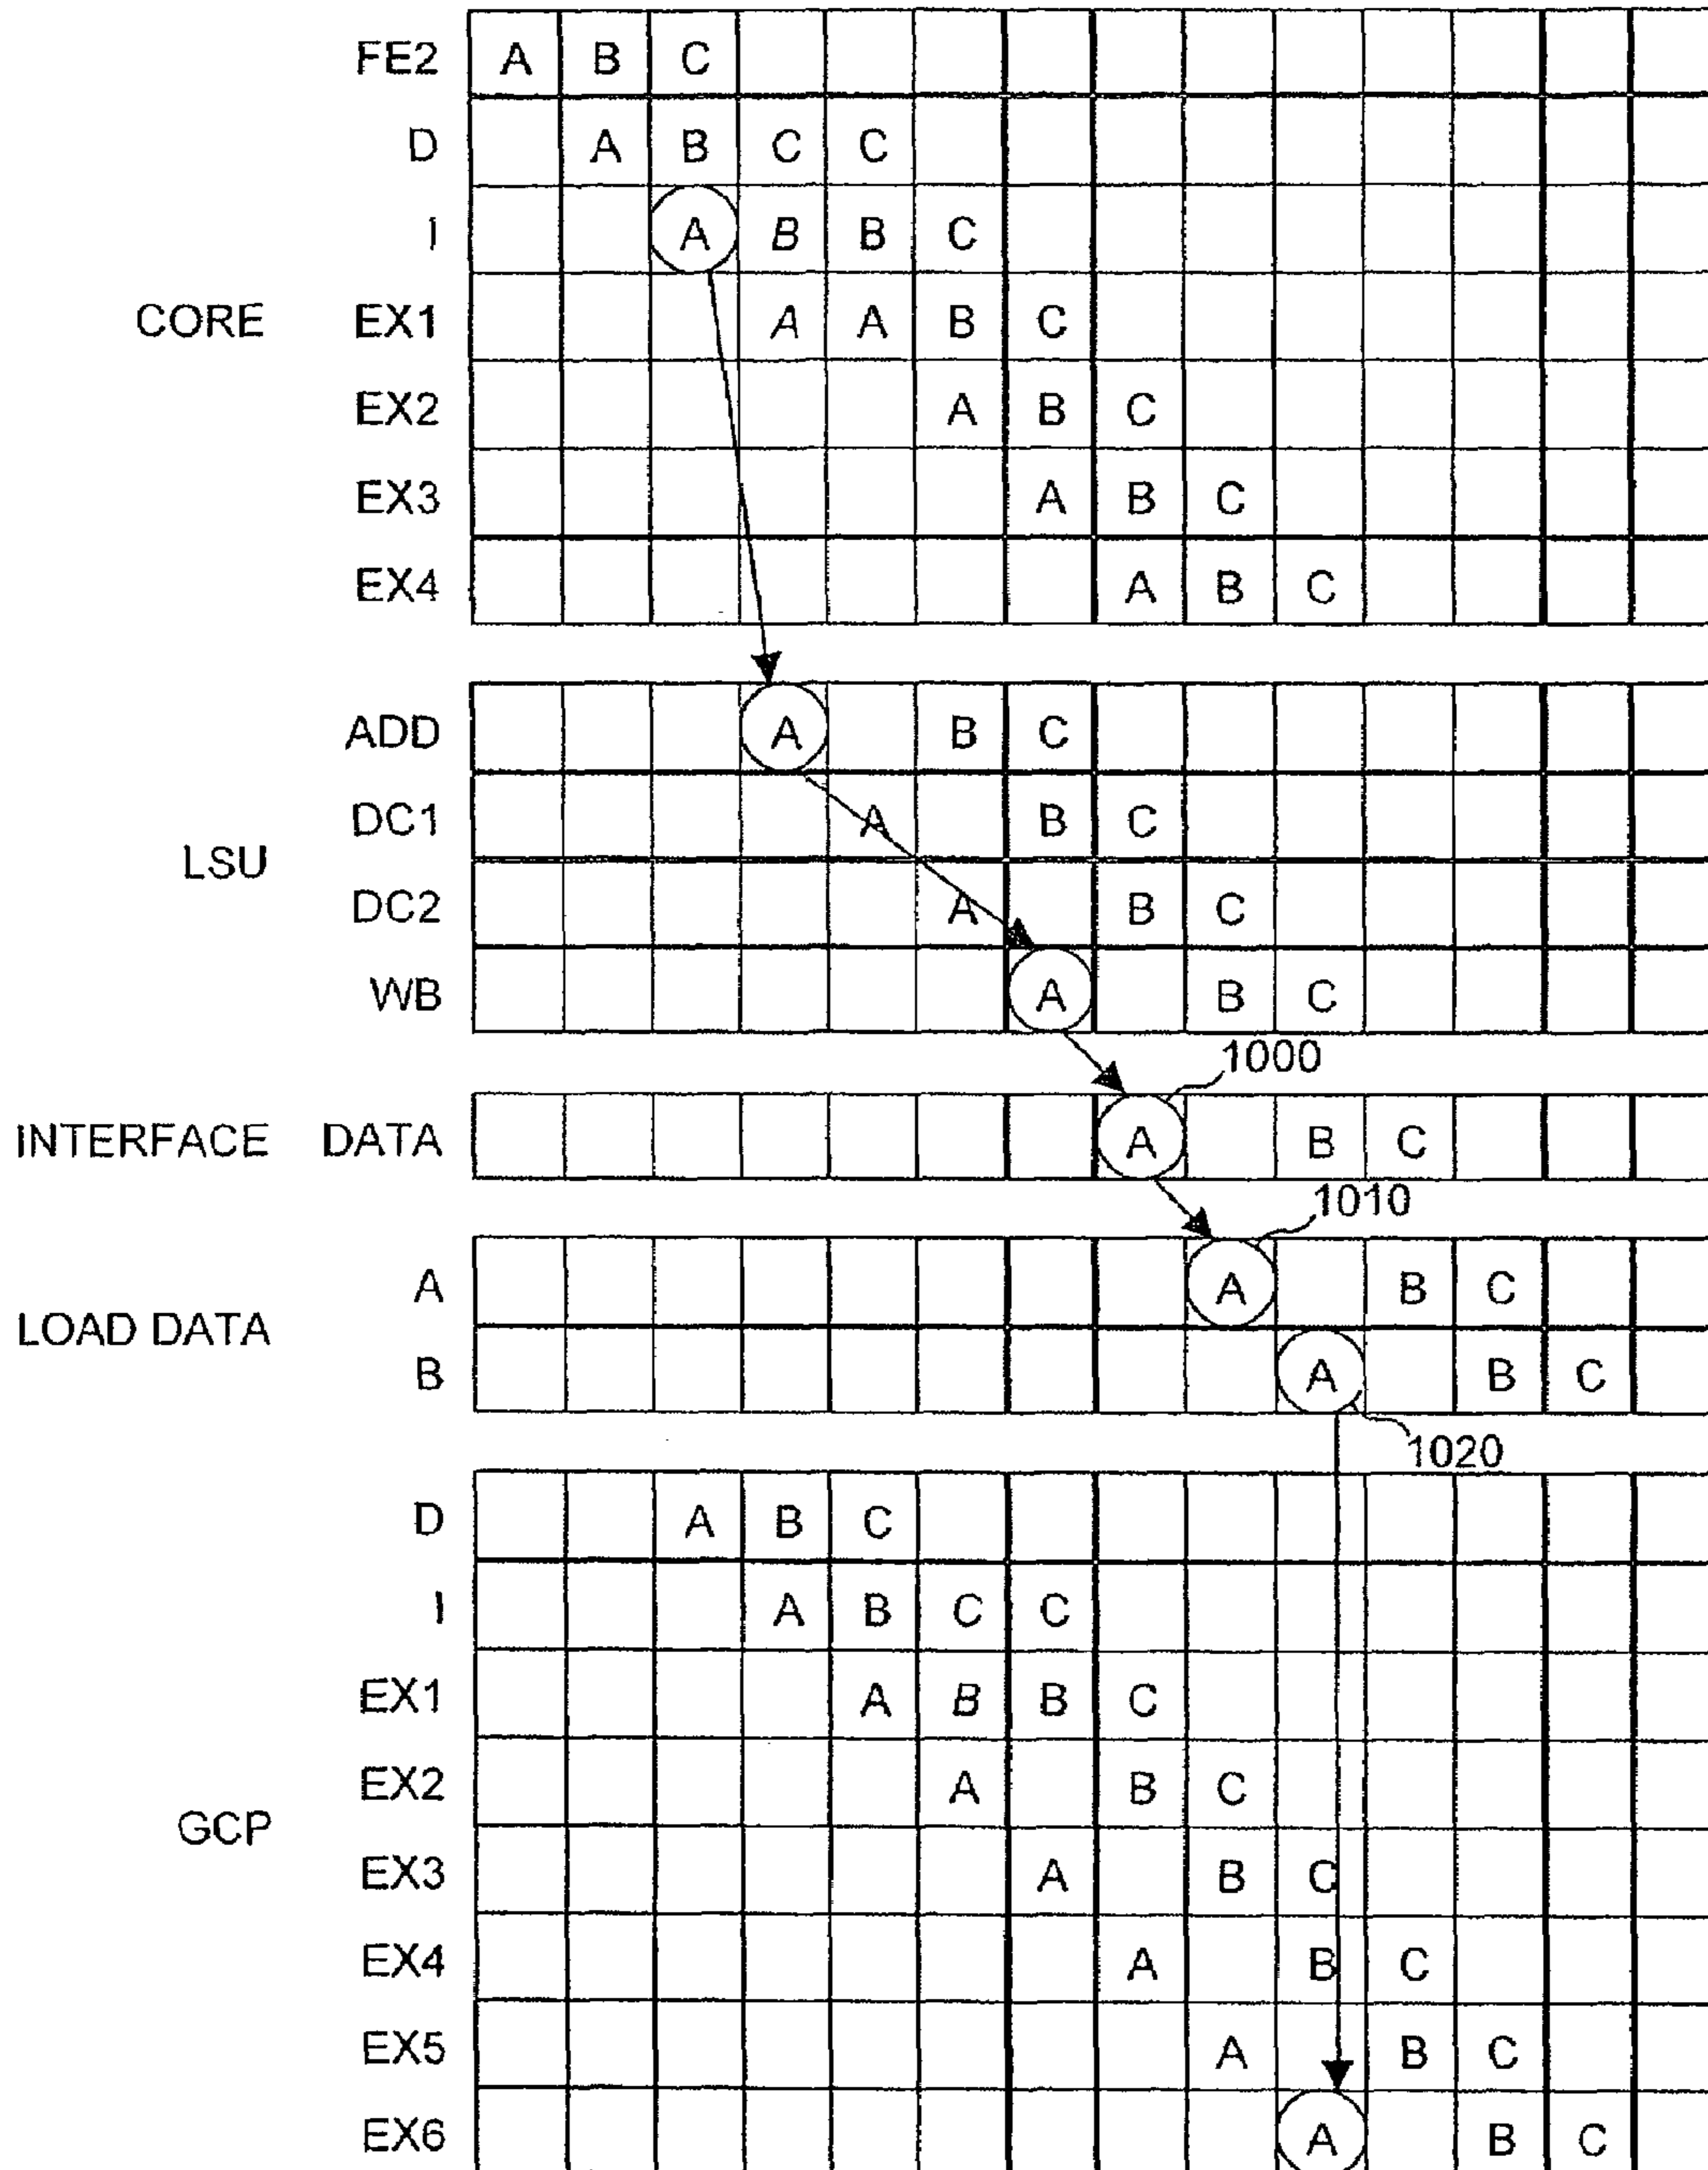 FE2 A B C
D A B C C
I A B B C
CORE EX1 A A B C
EX2 A B C
EX3 A B C
EX4 A B C
ADD A B C
DC1 A B C
LSU
DC2 A B C
WB A B C
1000
INTERFACE DATA A B C
1010
A A B C
LOAD DATA
B A B C
1020
D A B C
I A B C C
EX1 A B B C
EX2 A B C
GCP
EX3 A B C
EX4 A B C
EX5 A B C
EX6 A B C